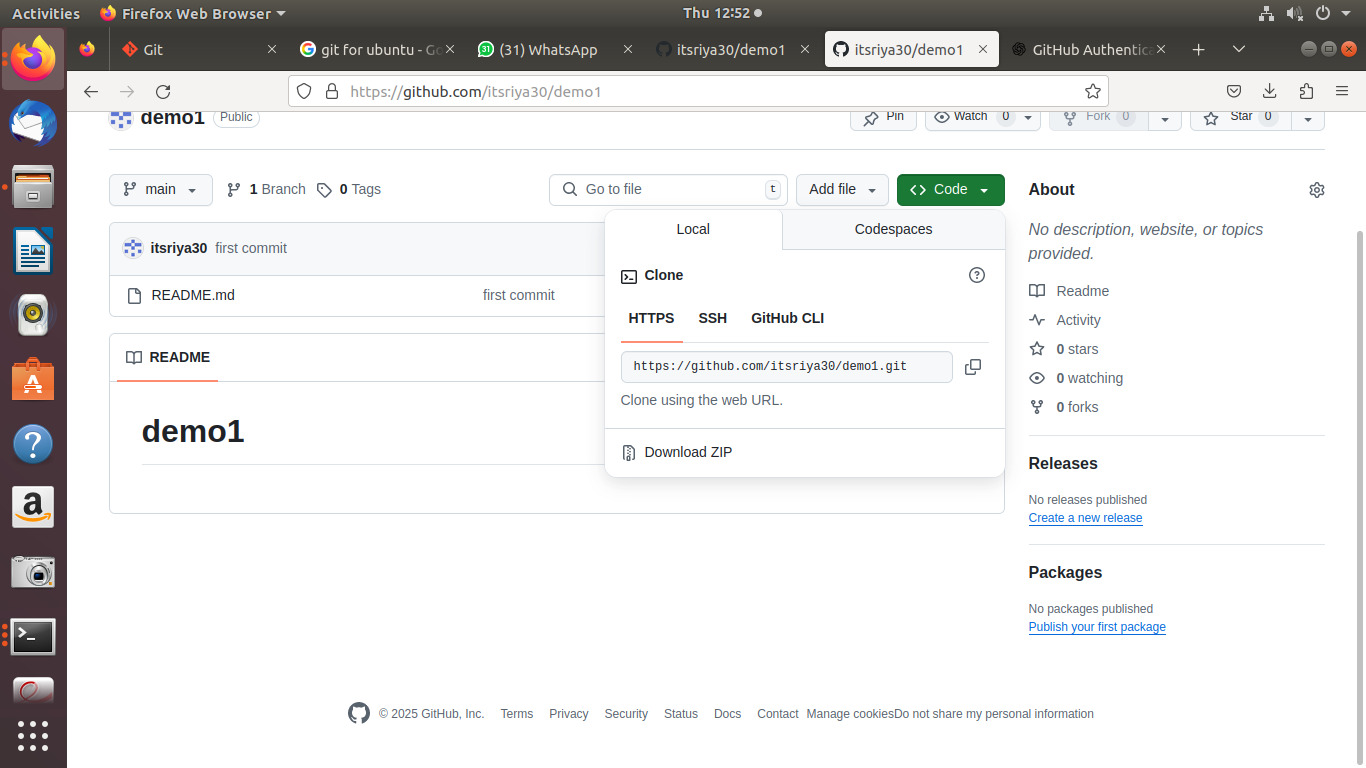 Activities Firefox Web Browser Thu 12:52
Git git for ubuntu - Go (31) WhatsApp itsriya30/demo1 itsriya30/demo1 GitHub Authentica
https://github.com/itsriya30/demo1
demo1 Public Pin Watch 0 Fork 0 Star 0
main 1 Branch 0 Tags Go to file t Add file Code
About
No description, website, or topics
provided.
Readme
Activity
0 stars
0 watching
0 forks
Releases
No releases published
Create a new release
Packages
No packages published
Publish your first package
itsriya30 first commit
README.md first commit
README
demo1
Local Codespaces
Clone
HTTPS SSH GitHub CLI
https://github.com/itsriya30/demo1.git
Clone using the web URL.
Download ZIP
© 2025 GitHub, Inc. Terms Privacy Security Status Docs Contact Manage cookies Do not share my personal information